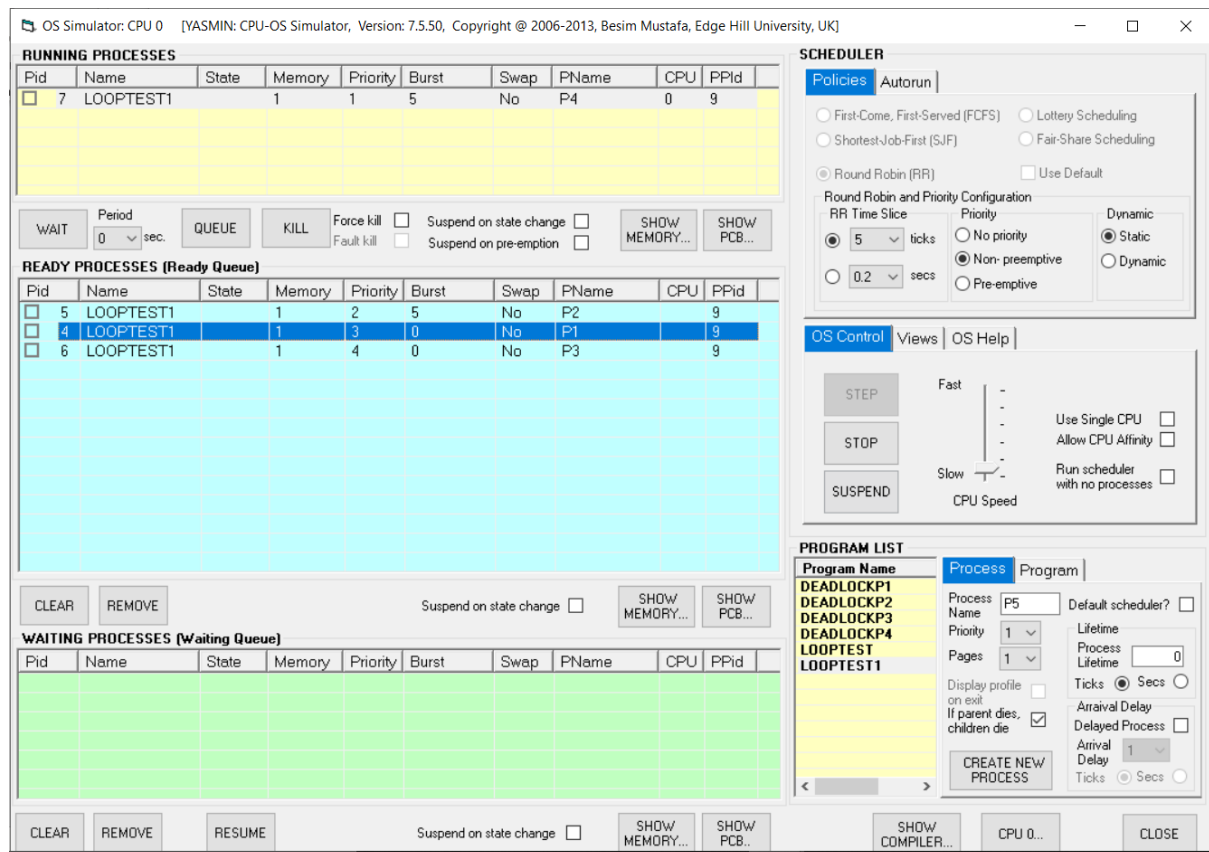 OS Simulator: CPU 0 [YASMIN: CPU-OS Simulator, Version: 7.5.50, Copyright @ 2006-2013, Besim Mustafa, Edge Hill University, UK]
RUNNING PROCESSES
Pid Name State Memory Priority Burst Swap PName CPU PPId
7 LOOPTEST1 1 1 5 No P4 0 9
WAIT
Period
0 sec.
QUEUE
KILL
Force kill
Fault kill
Suspend on state change
Suspend on pre-emption
SHOW
MEMORY...
SHOW
PCB...
READY PROCESSES (Ready Queue)
Pid Name State Memory Priority Burst Swap PName CPU PPid
5 LOOPTEST1 1 2 5 No P2 9
4 LOOPTEST1 1 3 0 No P1 9
6 LOOPTEST1 1 4 0 No P3 9
CLEAR
REMOVE
Suspend on state change
SHOW
MEMORY...
SHOW
PCB...
WAITING PROCESSES (Waiting Queue)
Pid Name State Memory Priority Burst Swap PName CPU PPid
CLEAR
REMOVE
RESUME
Suspend on state change
SHOW
MEMORY...
SHOW
PCB..
SCHEDULER
Policies Autorun
First-Come, First-Served (FCFS) Lottery Scheduling
Shortest-Job-First (SJF) Fair-Share Scheduling
Round Robin (RR) Use Default
Round Robin and Priority Configuration
RR Time Slice Priority Dynamic
5 ticks No priority Static
Non- preemptive Dynamic
0.2 secs Pre-emptive
OS Control Views OS Help
STEP
STOP
SUSPEND
Fast
Slow
CPU Speed
Use Single CPU
Allow CPU Affinity
Run scheduler
with no processes
PROGRAM LIST
Program Name
DEADLOCKP1
DEADLOCKP2
DEADLOCKP3
DEADLOCKP4
LOOPTEST
LOOPTEST1
Process Program
Process
Name P5
Priority 1
Pages 1
Display profile
on exit
If parent dies,
children die
CREATE NEW
PROCESS
Default scheduler?
Lifetime
Process
Lifetime 0
Ticks Secs
Arraival Delay
Delayed Process
Arrival
Delay 1
Ticks Secs
SHOW
COMPILER...
CPU 0...
CLOSE